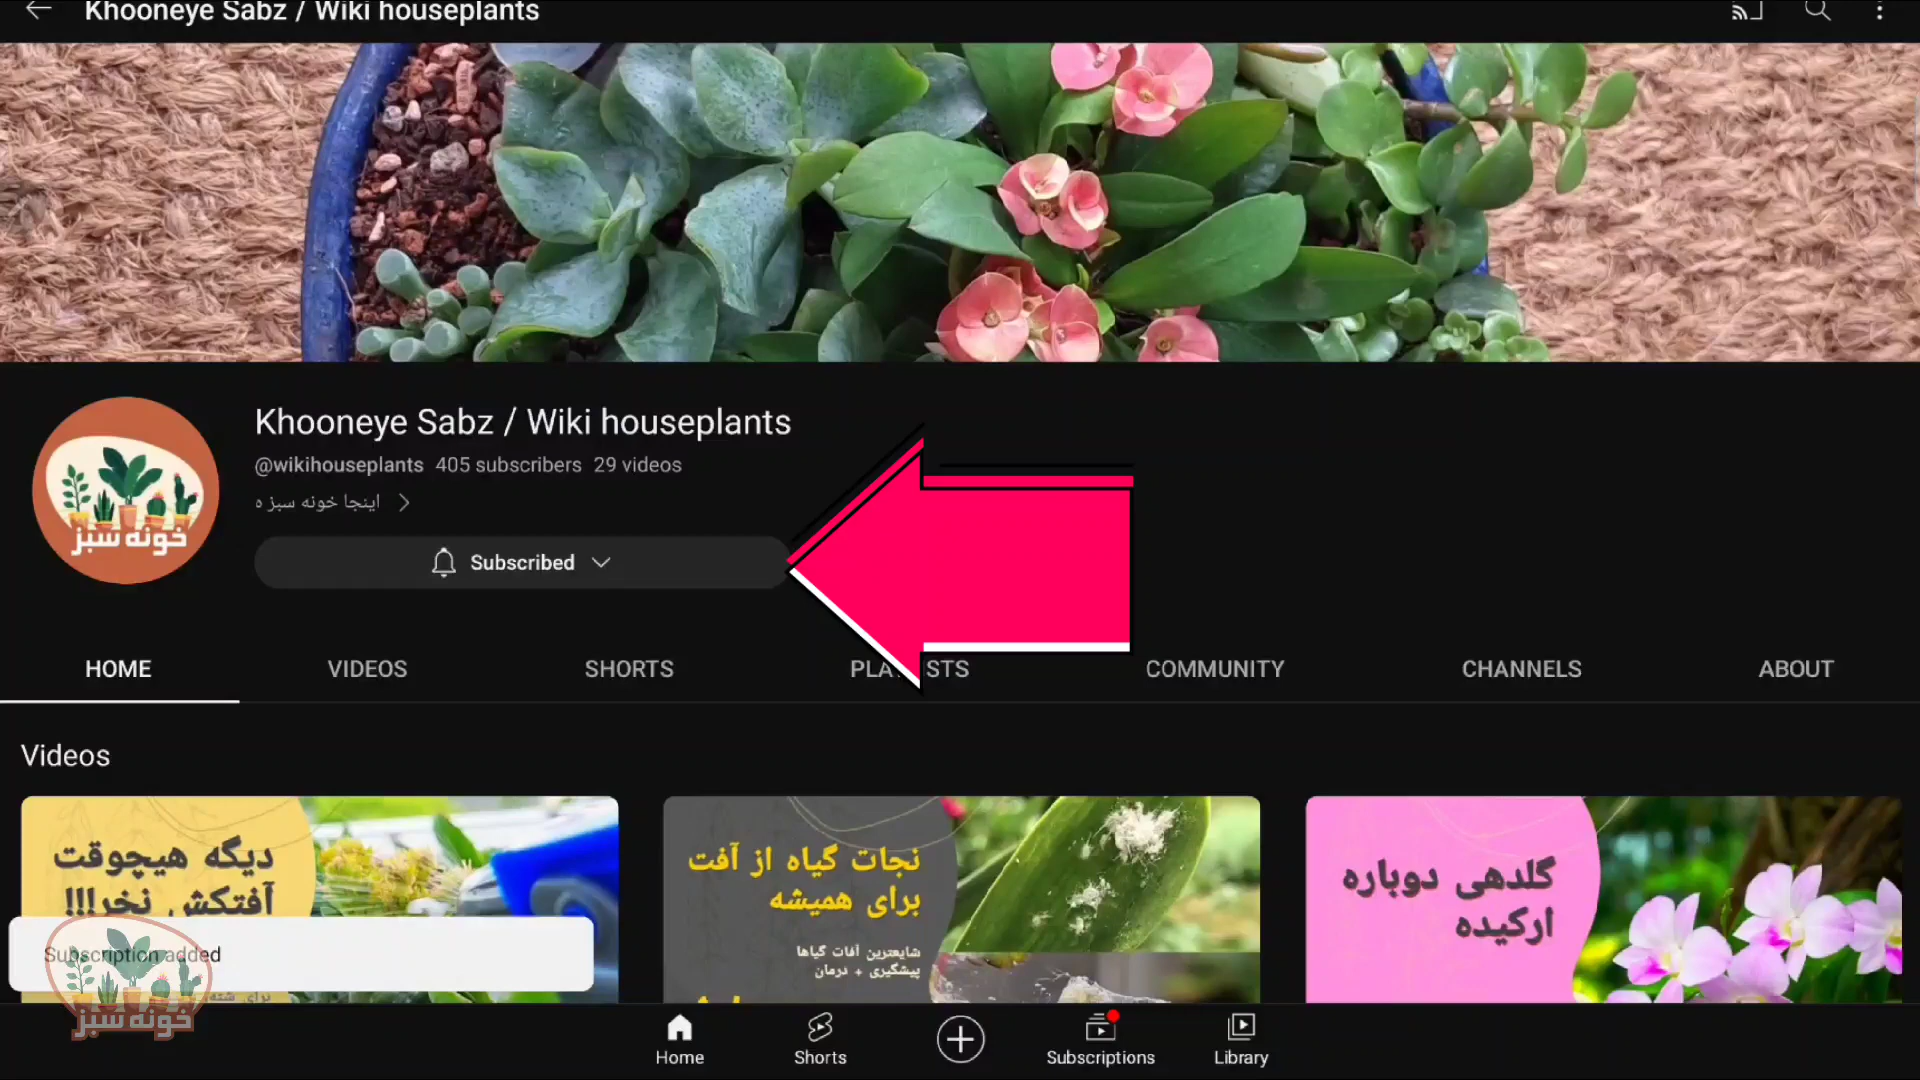 Khooneye Sabz / Wiki houseplants
Khooneye Sabz / Wiki houseplants
@wikihouseplants 405 subscribers 29 videos
اینجا خونه سبز ه
خونه سبز
Subscribed
HOME VIDEOS SHORTS COMMUNITY CHANNELS ABOUT
Videos
دیگه هیچوقت
آفتکش نخر!!!
نجات گیاه از آفت
برای همیشه
شایعترین آفات گیاها
پیشگیری + درمان
گلدهی دوباره
ارکیده
Subscription added
خونه سبز
Home Shorts Subscriptions Library